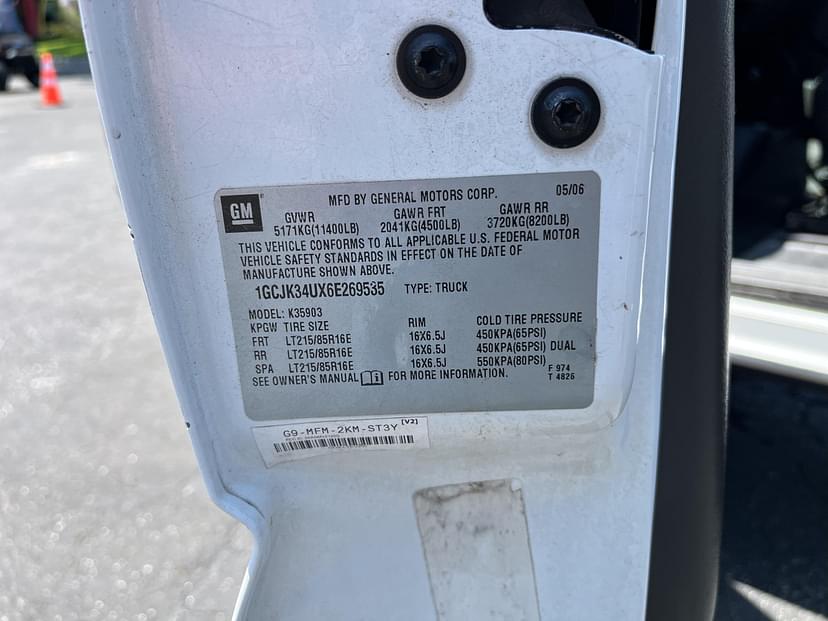 GM
MFD BY GENERAL MOTORS CORP. 05/06
GVWR GAWR FRT GAWR RR
5171KG(11400LB) 2041KG(4500LB) 3720KG(8200LB)
THIS VEHICLE CONFORMS TO ALL APPLICABLE U.S. FEDERAL MOTOR
VEHICLE SAFETY STANDARDS IN EFFECT ON THE DATE OF
MANUFACTURE SHOWN ABOVE.
1GCJK34UX6E269535 TYPE: TRUCK
MODEL: K35903
KPGW TIRE SIZE RIM COLD TIRE PRESSURE
FRT LT215/85R16E 16X6.5J 450KPA(65PSI)
RR LT215/85R16E 16X6.5J 450KPA(65PSI) DUAL
SPA LT215/85R16E 16X6.5J 550KPA(80PSI)
SEE OWNER'S MANUAL FOR MORE INFORMATION. F 974
T 4826
G9-MFM-2KM-ST3Y [V2]